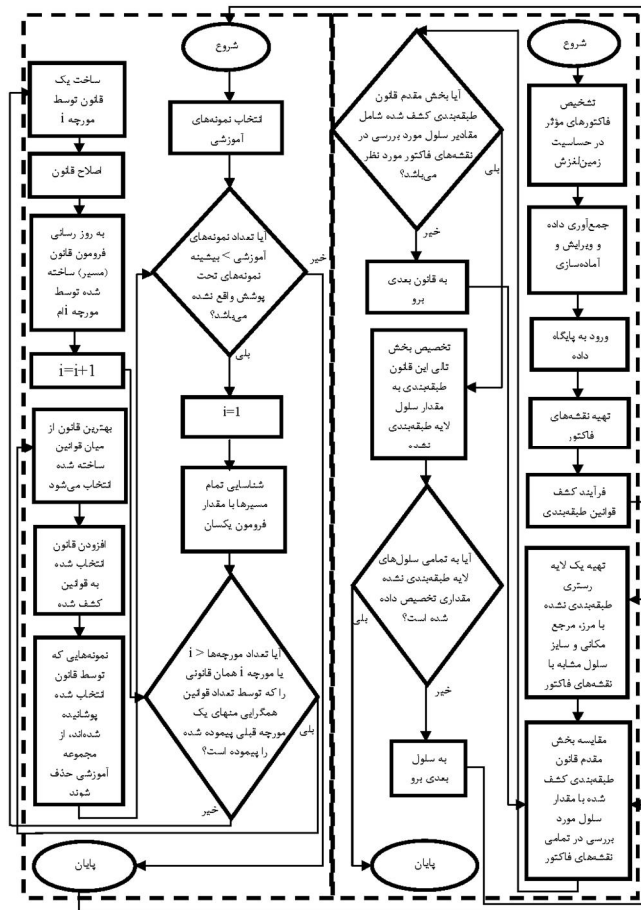 شروع
تشخیص
فاکتورهای مؤثر
در حساسیت
زمین‌لغزش
جمع‌آوری داده
و ویرایش و
آماده‌سازی
ورود به پایگاه
داده
تهیه نقشه‌های
فاکتور
فرآیند کشف
قوانین طبقه‌بندی
تهیه یک لایه
رستری
طبقه‌بندی نشده
با مرز، مرجع
مکانی و سایز
سلول مشابه با
نقشه‌های فاکتور
مقایسه بخش
مقدم قانون
طبقه‌بندی کشف
شده با مقدار
سلول مورد
بررسی در تمامی
نقشه‌های فاکتور
آیا بخش مقدم قانون
طبقه‌بندی کشف شده شامل
مقادیر سلول مورد بررسی در
نقشه‌های فاکتور مورد نظر
می‌باشد؟
بلی
خیر
به قانون بعدی
برو
تخصیص بخش
تالی این قانون
طبقه‌بندی به
مقدار سلول
لایه طبقه‌بندی
نشده
آیا به تمامی سلول‌های
لایه طبقه‌بندی نشده
مقداری تخصیص داده
شده است؟
بلی
خیر
به سلول
بعدی برو
پایان
شروع
انتخاب نمونه‌های
آموزشی
آیا تعداد نمونه‌های
آموزشی > بیشینه
نمونه‌های تحت
پوشش واقع نشده
می‌باشد؟
خیر
بلی
i=1
شناسایی تمام
مسیرها با مقدار
فرومون یکسان
آیا تعداد مورچه‌ها > i
یا مورچه i همان قانونی
را که توسط تعداد قوانین
همگرایی منهای یک
مورچه قبلی پیموده شده
را پیموده است؟
بلی
خیر
ساخت یک
قانون توسط
مورچه i
اصلاح قانون
به روز رسانی
فرومون قانون
(مسیر) ساخته
شده توسط
مورچه iام
i=i+1
بهترین قانون از
میان قوانین
ساخته شده
انتخاب می‌شود
افزودن قانون
انتخاب شده
به قوانین
کشف شده
نمونه‌هایی که
توسط قانون
انتخاب شده
پوشانیده
شده‌اند، از
مجموعه
آموزشی حذف
شوند
پایان